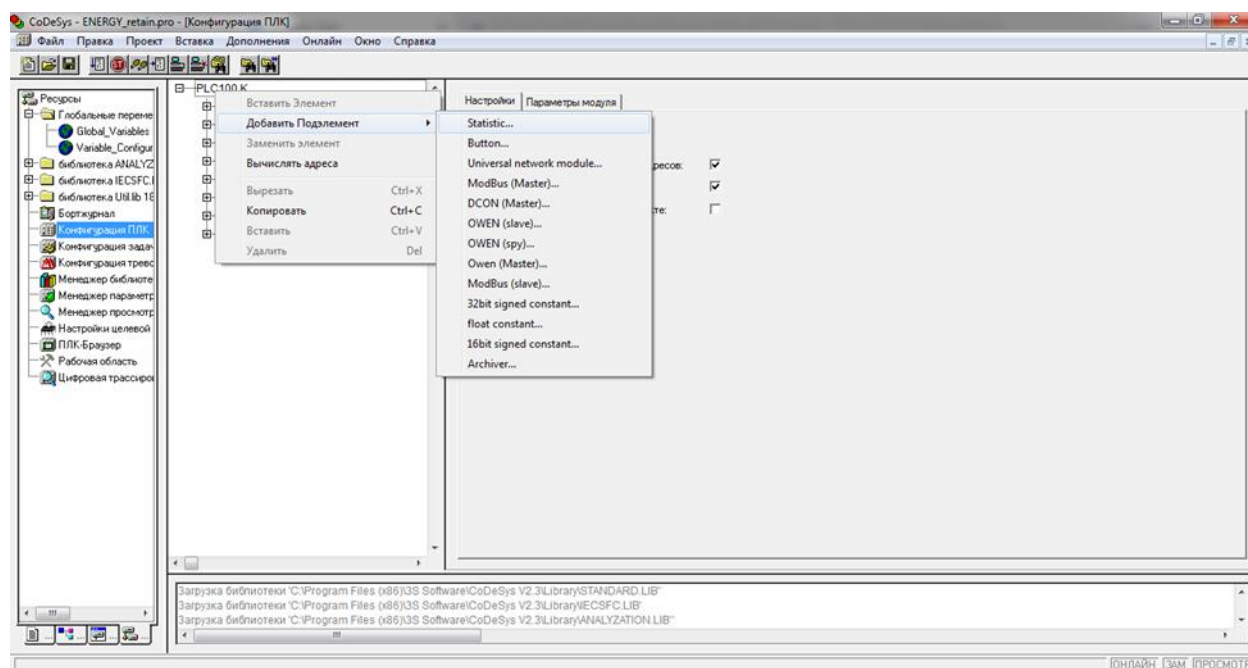 CoDeSys - ENERGY_retain.pro - [Конфигурация ПЛК]
Файл Правка Проект Вставка Дополнения Онлайн Окно Справка
Ресурсы
Глобальные переме
Global_Variables
Variable_Configur
библиотека ANALYZ
библиотека IECSFC.l
библиотека Util.lib 18
Бортжурнал
Конфигурация ПЛК
Конфигурация задач
Конфигурация тревс
Менеджер библиоте
Менеджер параметр
Менеджер просмотр
Настройки целевой
ПЛК-Браузер
Рабочая область
Цифровая трассиров
PLC100.K
Вставить Элемент
Добавить Подэлемент
Заменить элемент
Вычислять адреса
Вырезать Ctrl+X
Копировать Ctrl+C
Вставить Ctrl+V
Удалить Del
Statistic...
Button...
Universal network module...
ModBus (Master)...
DCON (Master)...
OWEN (slave)...
OWEN (spy)...
Owen (Master)...
ModBus (slave)...
32bit signed constant...
float constant...
16bit signed constant...
Archiver...
Настройки Параметры модуля
ресов:
те:
Загрузка библиотеки 'C:\Program Files (x86)\3S Software\CoDeSys V2.3\Library\STANDARD.LIB'
Загрузка библиотеки 'C:\Program Files (x86)\3S Software\CoDeSys V2.3\Library\IECSFC.LIB'
Загрузка библиотеки 'C:\Program Files (x86)\3S Software\CoDeSys V2.3\Library\ANALYZATION.LIB"
ОНЛАЙН ЗАМ ПРОСМОТР